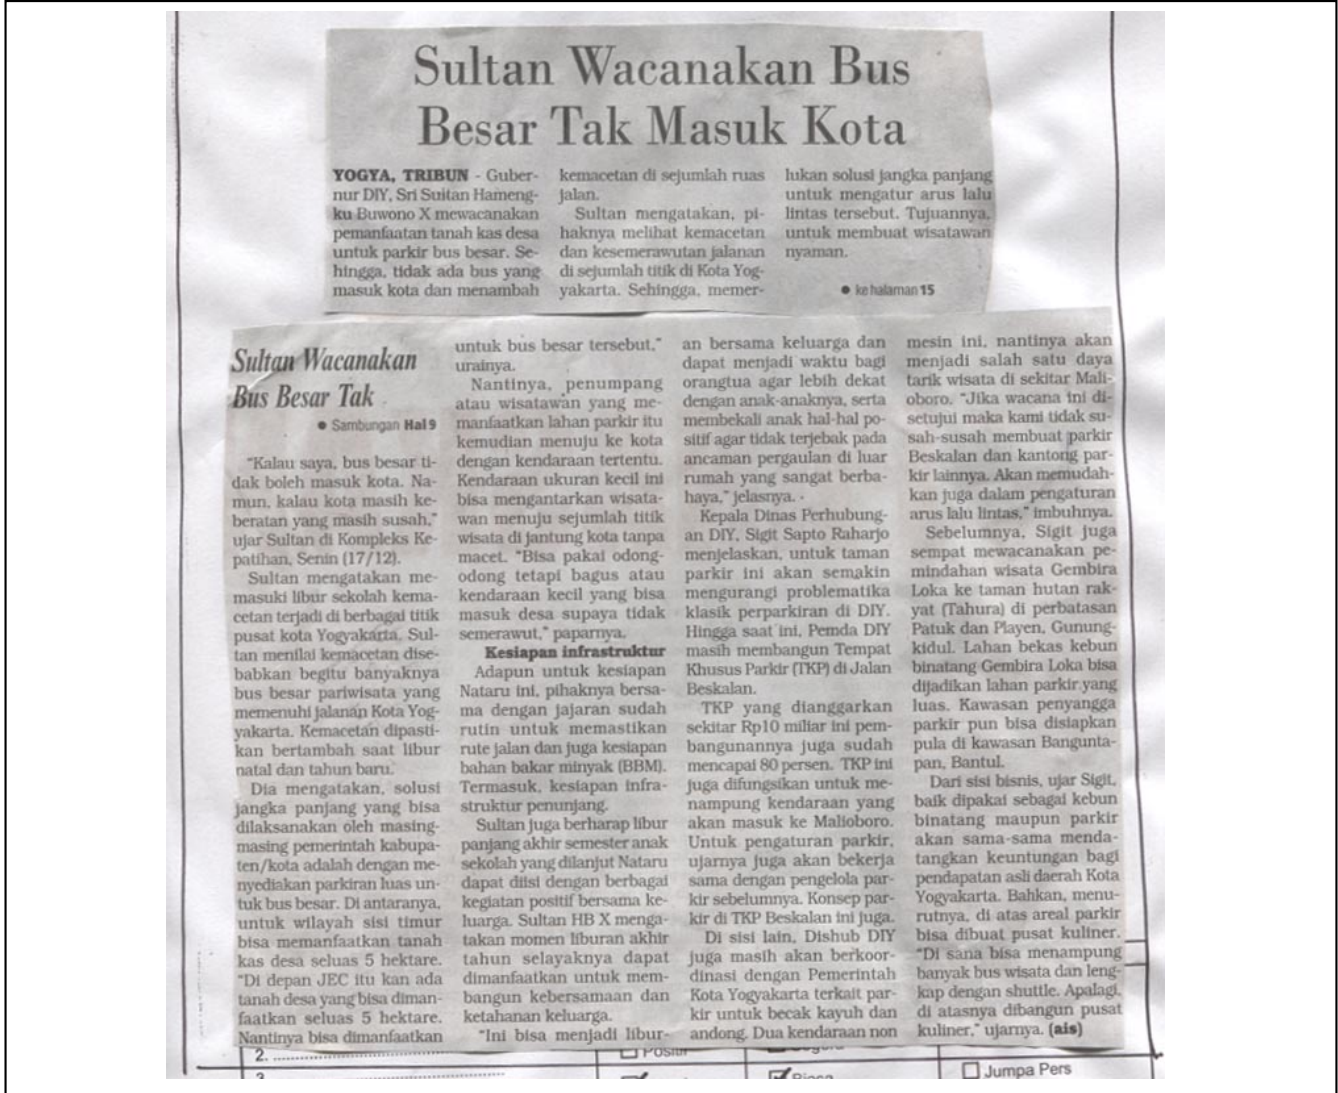 Sultan Wacanakan Bus
Besar Tak Masuk Kota
YOGYA, TRIBUN - Guber-
nur DIY, Sri Sultan Hameng-
ku Buwono X mewacanakan
pemanfaatan tanah kas desa
untuk parkir bus besar. Se-
hingga, tidak ada bus yang
masuk kota dan menambah
kemacetan di sejumlah ruas
jalan.
Sultan mengatakan, pi-
haknya melihat kemacetan
dan kesemerawutan jalanan
di sejumlah titik di Kota Yog-
yakarta. Sehingga, memer-
lukan solusi jangka panjang
untuk mengatur arus lalu
lintas tersebut. Tujuannya,
untuk membuat wisatawan
nyaman.
● ke halaman 15
Sultan Wacanakan
Bus Besar Tak
● Sambungan Hal 9
"Kalau saya, bus besar ti-
dak boleh masuk kota. Na-
mun, kalau kota masih ke-
beratan yang masih susah,"
ujar Sultan di Kompleks Ke-
patihan, Senin (17/12).
Sultan mengatakan me-
masuki libur sekolah kema-
cetan terjadi di berbagai titik
pusat kota Yogyakarta. Sul-
tan menilai kemacetan dise-
babkan begitu banyaknya
bus besar pariwisata yang
memenuhi jalanan Kota Yog-
yakarta. Kemacetan dipasti-
kan bertambah saat libur
natal dan tahun baru.
Dia mengatakan, solusi
jangka panjang yang bisa
dilaksanakan oleh masing-
masing pemerintah kabupa-
ten/kota adalah dengan me-
nyediakan parkiran luas un-
tuk bus besar. Di antaranya,
untuk wilayah sisi timur
bisa memanfaatkan tanah
kas desa seluas 5 hektare.
"Di depan JEC itu kan ada
tanah desa yang bisa diman-
faatkan seluas 5 hektare.
Nantinya bisa dimanfaatkan
untuk bus besar tersebut,"
urainya.
Nantinya, penumpang
atau wisatawan yang me-
manfaatkan lahan parkir itu
kemudian menuju ke kota
dengan kendaraan tertentu.
Kendaraan ukuran kecil ini
bisa mengantarkan wisata-
wan menuju sejumlah titik
wisata di jantung kota tanpa
macet. "Bisa pakai odong-
odong tetapi bagus atau
kendaraan kecil yang bisa
masuk desa supaya tidak
semerawut," paparnya.
Kesiapan infrastruktur
Adapun untuk kesiapan
Nataru ini, pihaknya bersa-
ma dengan jajaran sudah
rutin untuk memastikan
rute jalan dan juga kesiapan
bahan bakar minyak (BBM).
Termasuk, kesiapan infra-
struktur penunjang.
Sultan juga berharap libur
panjang akhir semester anak
sekolah yang dilanjut Nataru
dapat diisi dengan berbagai
kegiatan positif bersama ke-
luarga. Sultan HB X menga-
takan momen liburan akhir
tahun selayaknya dapat
dimanfaatkan untuk mem-
bangun kebersamaan dan
ketahanan keluarga.
"Ini bisa menjadi libur-
an bersama keluarga dan
dapat menjadi waktu bagi
orangtua agar lebih dekat
dengan anak-anaknya, serta
membekali anak hal-hal po-
sitif agar tidak terjebak pada
ancaman pergaulan di luar
rumah yang sangat berba-
haya," jelasnya.
Kepala Dinas Perhubung-
an DIY, Sigit Sapto Raharjo
menjelaskan, untuk taman
parkir ini akan semakin
mengurangi problematika
klasik perparkiran di DIY.
Hingga saat ini, Pemda DIY
masih membangun Tempat
Khusus Parkir (TKP) di Jalan
Beskalan.
TKP yang dianggarkan
sekitar Rp10 miliar ini pem-
bangunannya juga sudah
mencapai 80 persen. TKP ini
juga difungsikan untuk me-
nampung kendaraan yang
akan masuk ke Malioboro.
Untuk pengaturan parkir,
ujarnya juga akan bekerja
sama dengan pengelola par-
kir sebelumnya. Konsep par-
kir di TKP Beskalan ini juga.
Di sisi lain, Dishub DIY
juga masih akan berkoor-
dinasi dengan Pemerintah
Kota Yogyakarta terkait par-
kir untuk becak kayuh dan
andong. Dua kendaraan non
mesin ini, nantinya akan
menjadi salah satu daya
tarik wisata di sekitar Mali-
oboro. "Jika wacana ini di-
setujui maka kami tidak su-
sah-susah membuat parkir
Beskalan dan kantong par-
kir lainnya. Akan memudah-
kan juga dalam pengaturan
arus lalu lintas," imbuhnya.
Sebelumnya, Sigit juga
sempat mewacanakan pe-
mindahan wisata Gembira
Loka ke taman hutan rak-
yat (Tahura) di perbatasan
Patuk dan Playen, Gunung-
kidul. Lahan bekas kebun
binatang Gembira Loka bisa
dijadikan lahan parkir yang
luas. Kawasan penyangga
parkir pun bisa disiapkan
pula di kawasan Bangunta-
pan, Bantul.
Dari sisi bisnis, ujar Sigit,
baik dipakai sebagai kebun
binatang maupun parkir
akan sama-sama menda-
tangkan keuntungan bagi
pendapatan asli daerah Kota
Yogyakarta. Bahkan, menu-
rutnya, di atas areal parkir
bisa dibuat pusat kuliner.
"Di sana bisa menampung
banyak bus wisata dan leng-
kap dengan shuttle. Apalagi,
di atasnya dibangun pusat
kuliner," ujarnya. (ais)
2.
Jumpa Pers